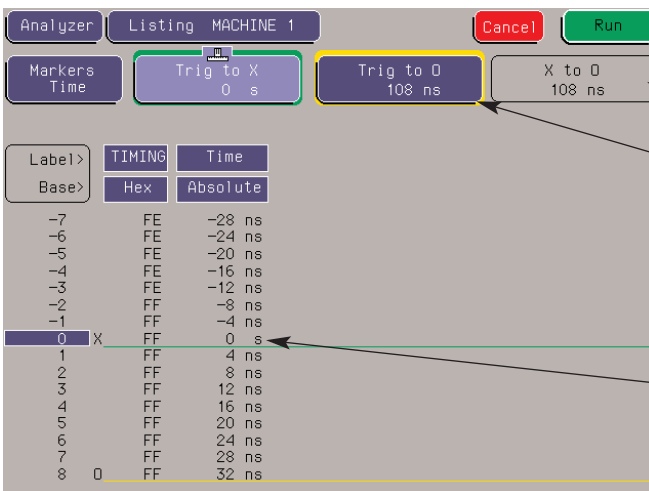 Analyzer Listing MACHINE 1 Cancel Run
Markers Time Trig to X 0 s Trig to O 108 ns X to O 108 ns
Label> TIMING Time
Base> Hex Absolute
-7 FE -28 ns
-6 FE -24 ns
-5 FE -20 ns
-4 FE -16 ns
-3 FE -12 ns
-2 FF -8 ns
-1 FF -4 ns
0 X FF 0 s
1 FF 4 ns
2 FF 8 ns
3 FF 12 ns
4 FF 16 ns
5 FF 20 ns
6 FF 24 ns
7 FF 28 ns
8 O FF 32 ns